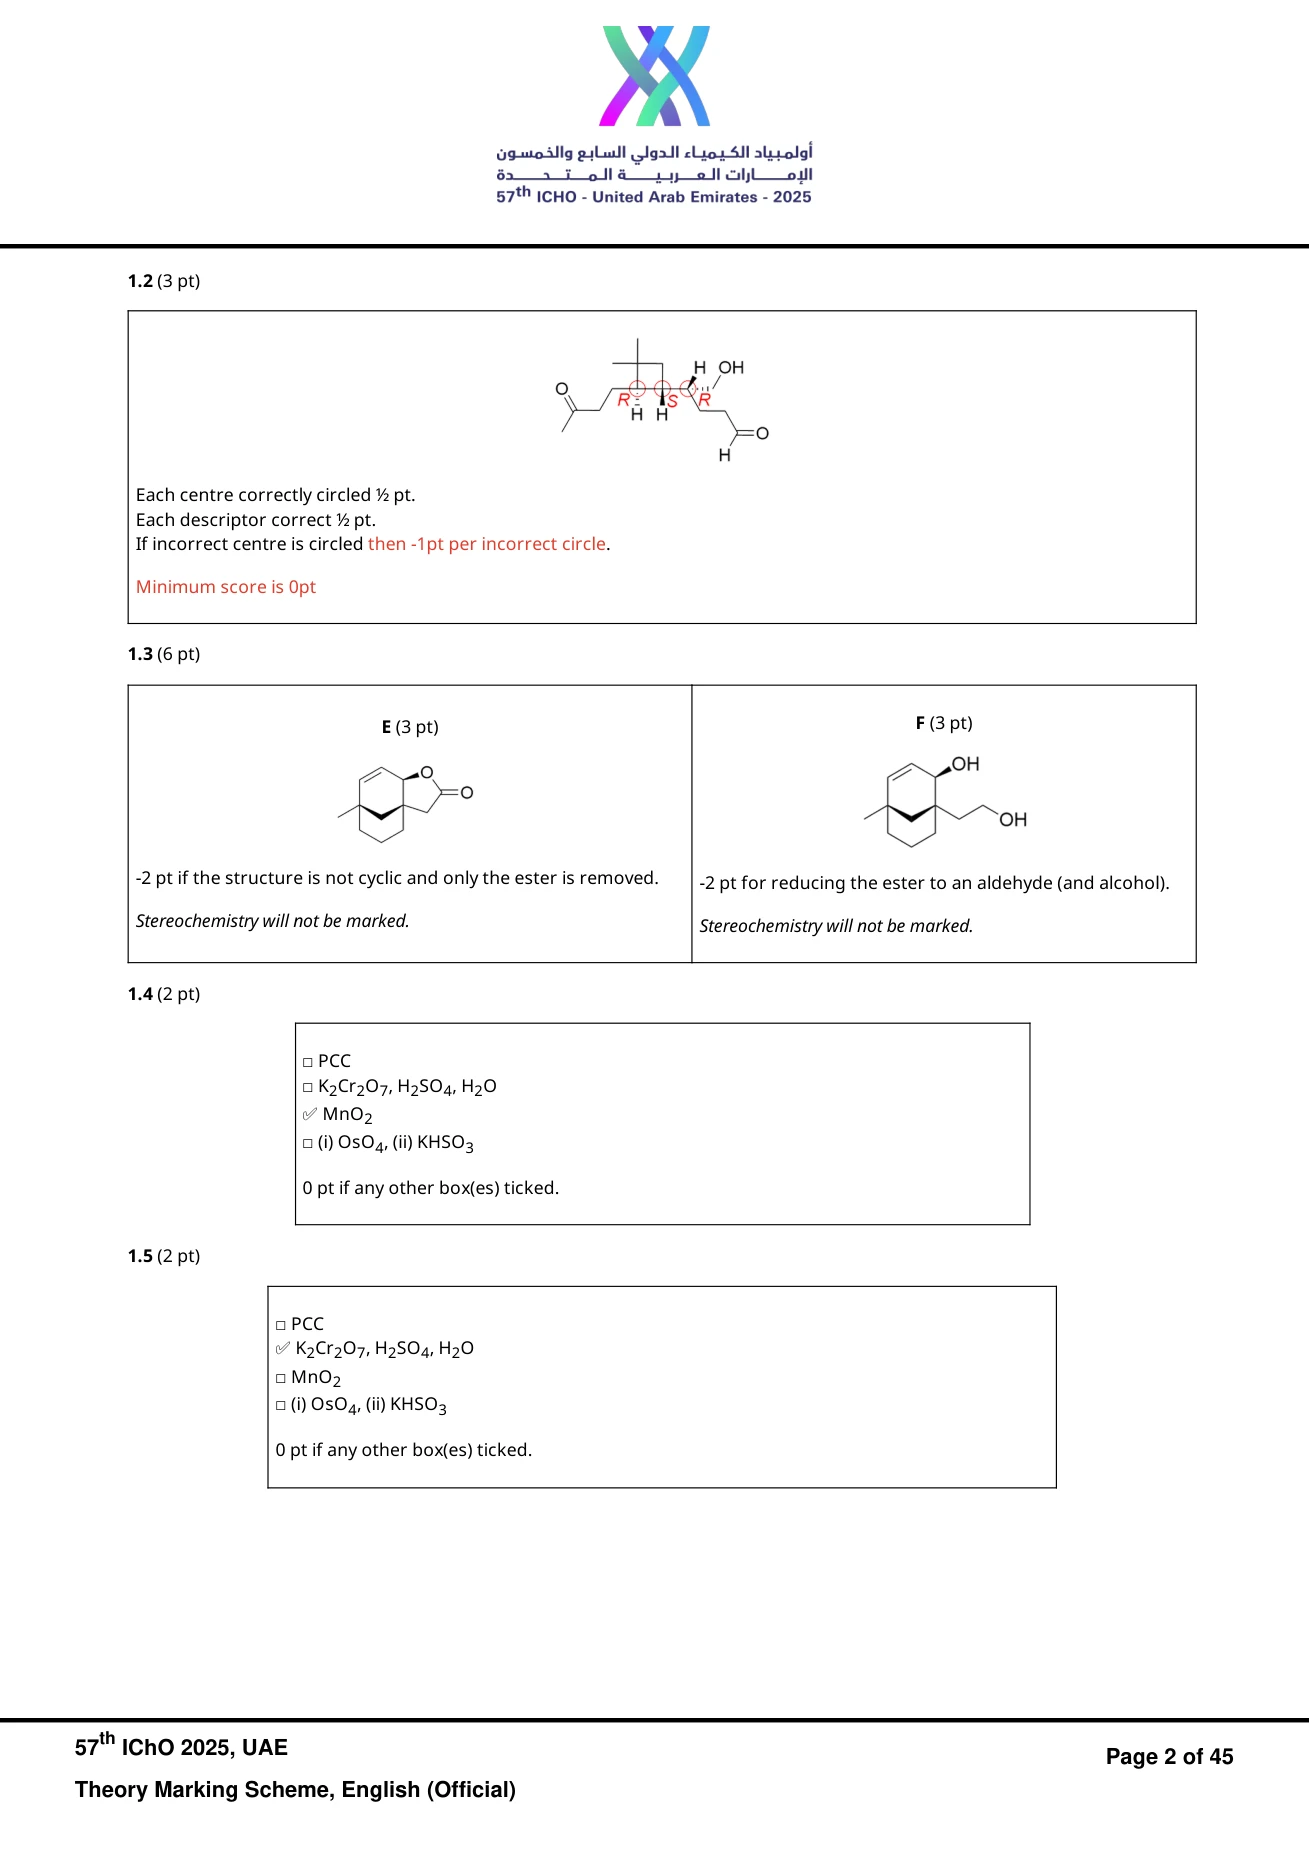 أولمبياد الكيمياء الدولي السابع والخمسون
الإمـــارات الـعـــربـيـــة الـمـتـــحـــدة
57th ICHO - United Arab Emirates - 2025
1.2 (3 pt)
H OH
O
R H H S R
O
H
Each centre correctly circled ½ pt.
Each descriptor correct ½ pt.
If incorrect centre is circled then -1pt per incorrect circle.
Minimum score is 0pt
1.3 (6 pt)
E (3 pt)
O
O
-2 pt if the structure is not cyclic and only the ester is removed.
Stereochemistry will not be marked.
F (3 pt)
OH
OH
-2 pt for reducing the ester to an aldehyde (and alcohol).
Stereochemistry will not be marked.
1.4 (2 pt)
□ PCC
□ K2Cr2O7, H2SO4, H2O
✅ MnO2
□ (i) OsO4, (ii) KHSO3
0 pt if any other box(es) ticked.
1.5 (2 pt)
□ PCC
✅ K2Cr2O7, H2SO4, H2O
□ MnO2
□ (i) OsO4, (ii) KHSO3
0 pt if any other box(es) ticked.
57th IChO 2025, UAE
Page 2 of 45
Theory Marking Scheme, English (Official)